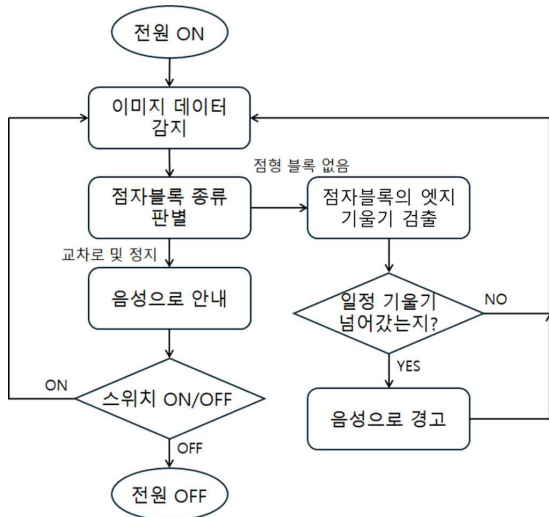 전원 ON
이미지 데이터
감지
점형 블록 없음
점자블록 종류
판별
점자블록의 엣지
기울기 검출
교차로 및 정지
음성으로 안내
일정 기울기
넘어갔는지?
NO
YES
ON
스위치 ON/OFF
음성으로 경고
OFF
전원 OFF